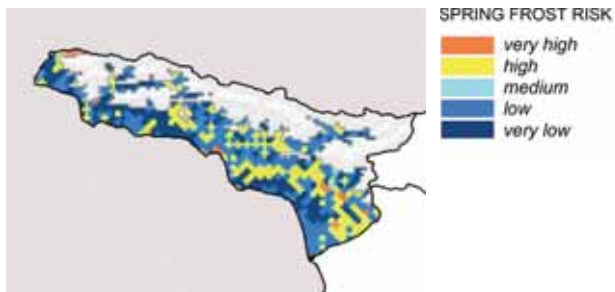 SPRING FROST RISK
very high
high
medium
low
very low